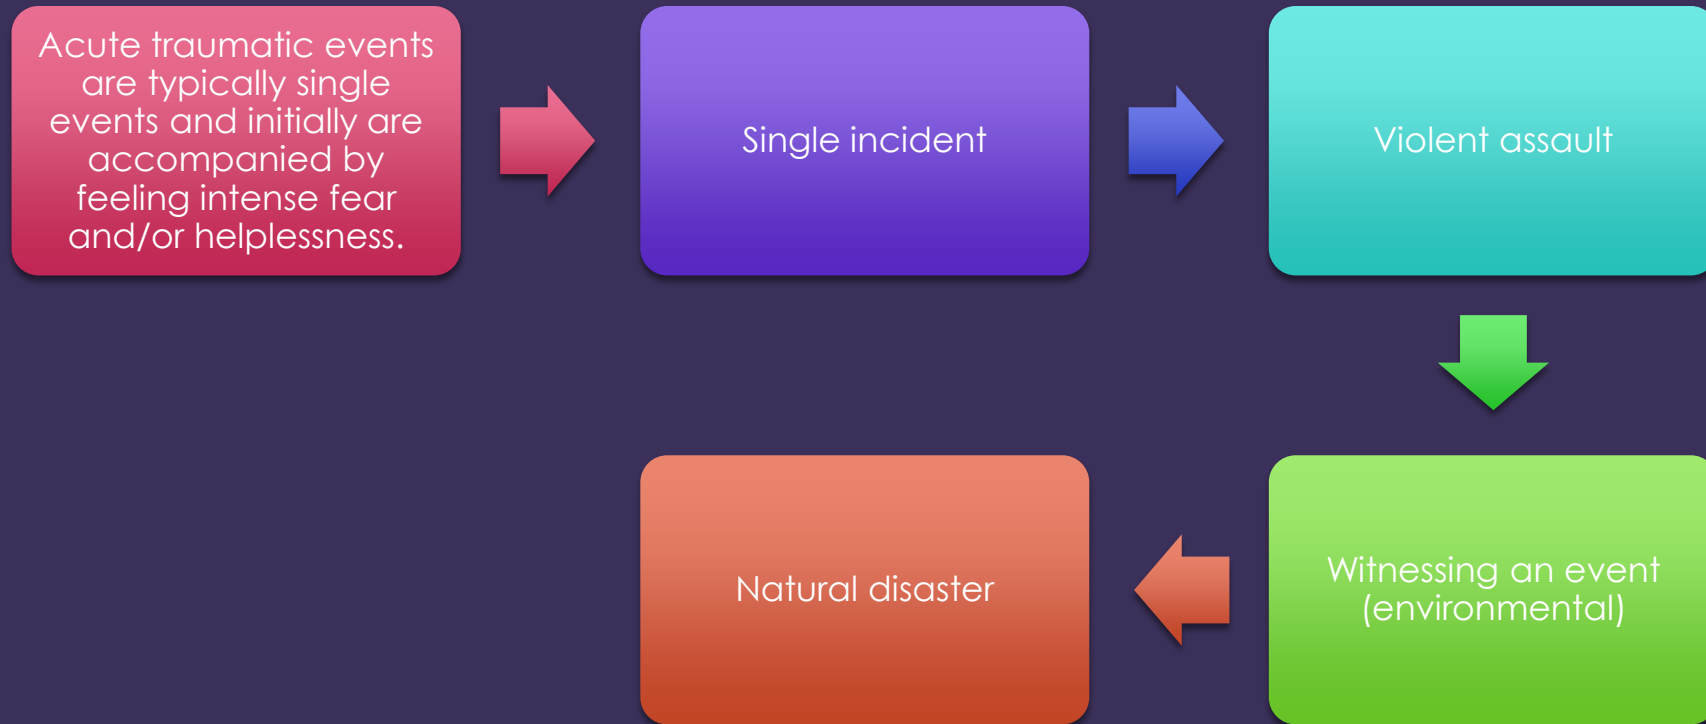 Acute traumatic events
are typically single
events and initially are
accompanied by
feeling intense fear
and/or helplessness.
Single incident
Violent assault
Witnessing an event
(environmental)
Natural disaster